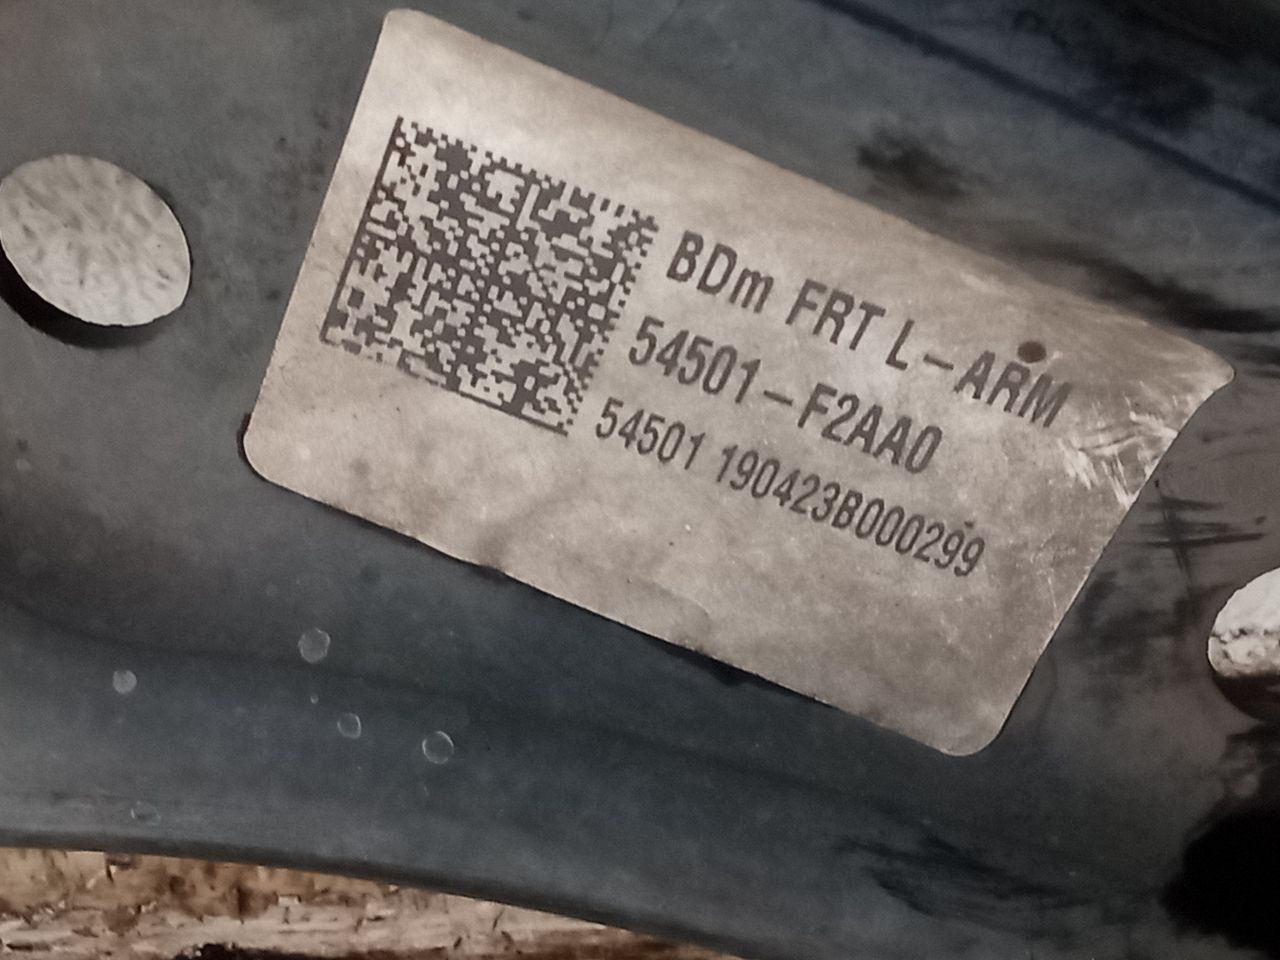 BDm FRT L-ARM
54501-F2AA0
54501 190423B000299